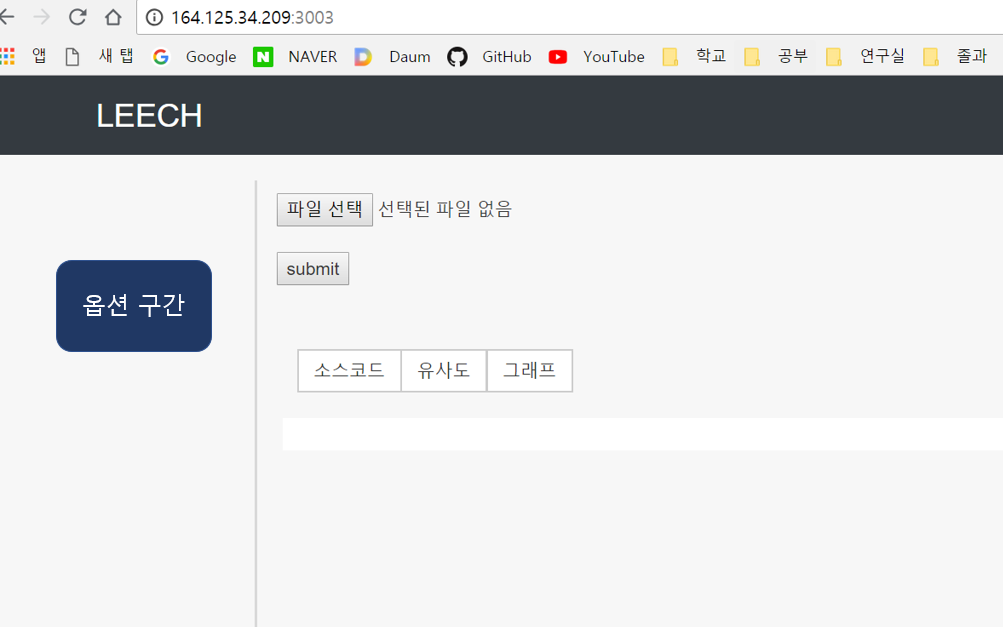 164.125.34.209:3003
앱 새 탭 Google NAVER Daum GitHub YouTube 학교 공부 연구실 졸과
LEECH
파일 선택 선택된 파일 없음
submit
옵션 구간
소스코드 유사도 그래프